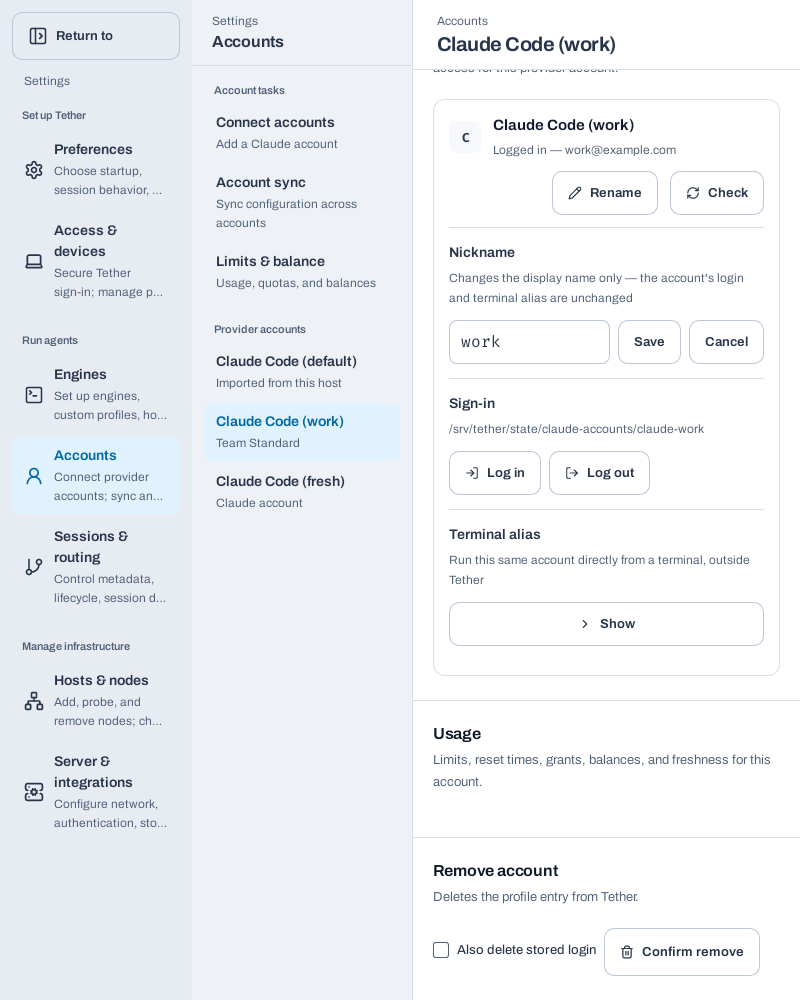 Return to
Settings
Set up Tether
Preferences
Choose startup,
session behavior, ...
Access &
devices
Secure Tether
sign-in; manage p...
Run agents
Engines
Set up engines,
custom profiles, ho...
Accounts
Connect provider
accounts; sync an...
Sessions &
routing
Control metadata,
lifecycle, session d...
Manage infrastructure
Hosts & nodes
Add, probe, and
remove nodes; ch...
Server &
integrations
Configure network,
authentication, sto...
Settings
Accounts
Account tasks
Connect accounts
Add a Claude account
Account sync
Sync configuration across
accounts
Limits & balance
Usage, quotas, and balances
Provider accounts
Claude Code (default)
Imported from this host
Claude Code (work)
Team Standard
Claude Code (fresh)
Claude account
Accounts
Claude Code (work)
access for this provider account.
C
Claude Code (work)
Logged in — work@example.com
Rename
Check
Nickname
Changes the display name only — the account's login
and terminal alias are unchanged
work
Save
Cancel
Sign-in
/srv/tether/state/claude-accounts/claude-work
Log in
Log out
Terminal alias
Run this same account directly from a terminal, outside
Tether
Show
Usage
Limits, reset times, grants, balances, and freshness for this
account.
Remove account
Deletes the profile entry from Tether.
Also delete stored login
Confirm remove